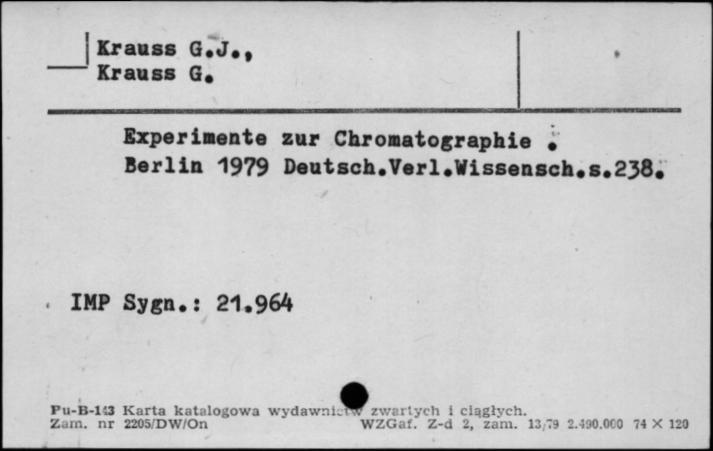 Krauss G.J.,
Krauss G.
Experimente zur Chromatographie .
Berlin 1979 Deutsch.Verl.Wissensch.s.238.
IMP Sygn.: 21.964
Pu-B-143 Karta katalogowa wydawnictw zwartych i ciągłych.
Zam. nr 2205/DW/On WZGaf. Z-d 2, zam. 13/79 2.490.000 74 X 120